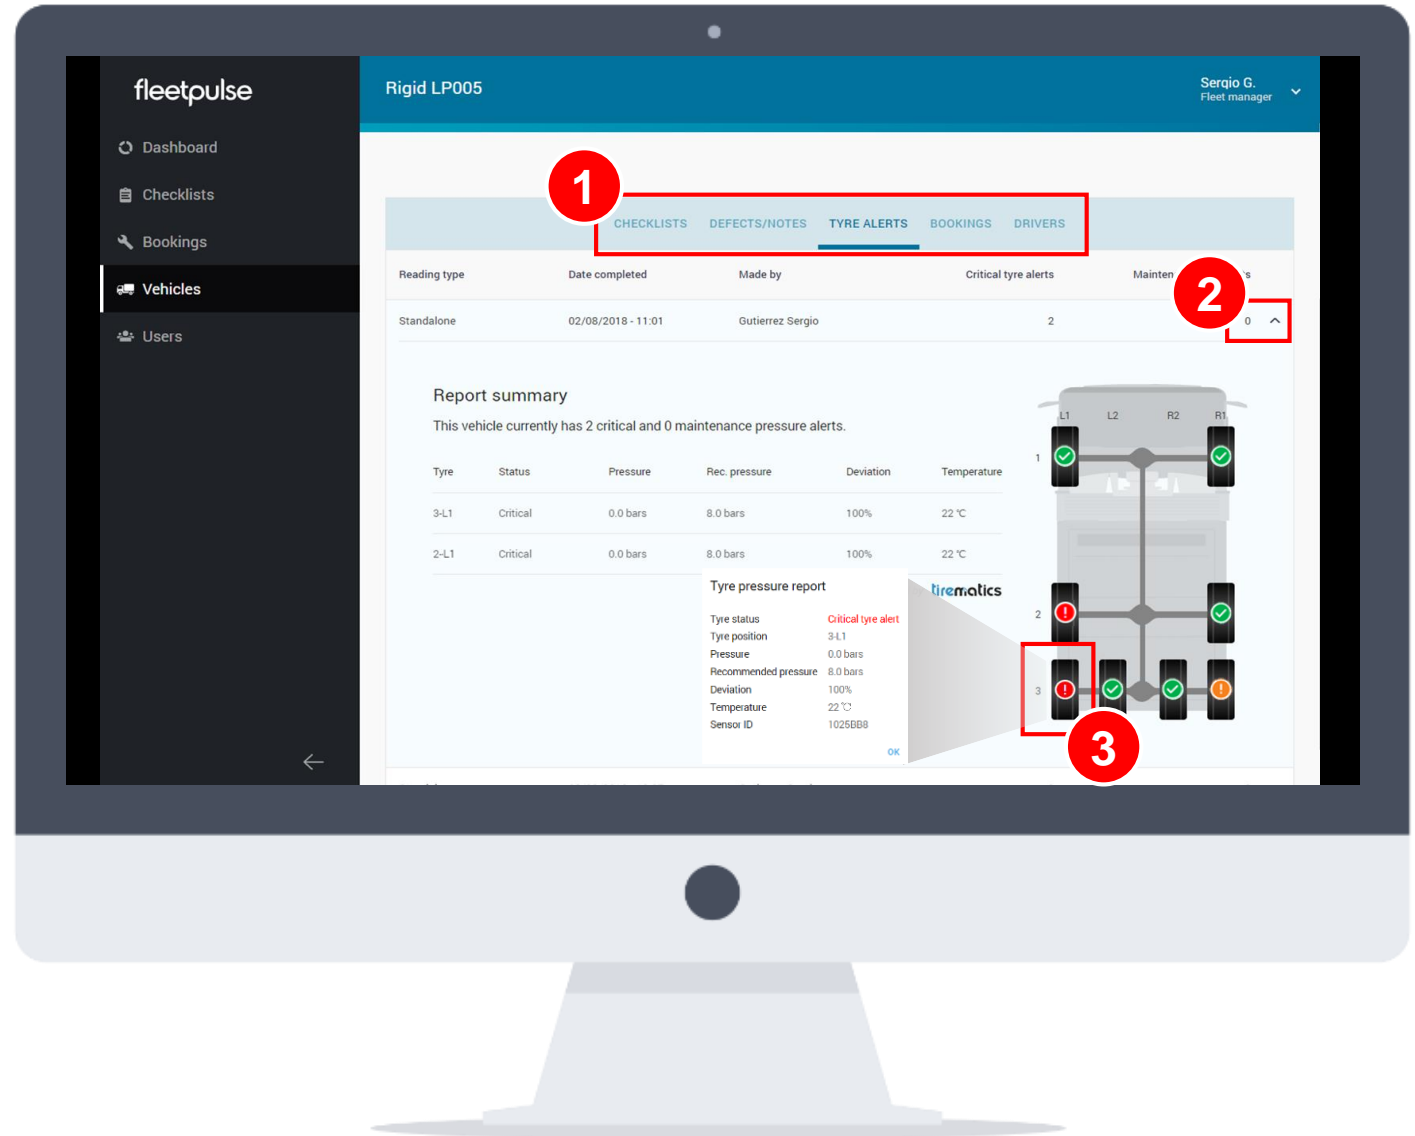 fleetpulse
Rigid LP005
Sergio G.
Fleet manager
Dashboard
Checklists
Bookings
Vehicles
Users
1
CHECKLISTS DEFECTS/NOTES TYRE ALERTS BOOKINGS DRIVERS
Reading type Date completed Made by Critical tyre alerts
2
Standalone 02/08/2018 - 11:01 Gutierrez Sergio 2 0
Report summary
This vehicle currently has 2 critical and 0 maintenance pressure alerts.
Tyre Status Pressure Rec. pressure Deviation Temperature
3-L1 Critical 0.0 bars 8.0 bars 100% 22 °C
2-L1 Critical 0.0 bars 8.0 bars 100% 22 °C
tirematics
L1 L2 R2 R1
1
2
3
Tyre pressure report
Tyre status Critical tyre alert
Tyre position 3-L1
Pressure 0.0 bars
Recommended pressure 8.0 bars
Deviation 100%
Temperature 22 °C
Sensor ID 1025BB8
OK
3